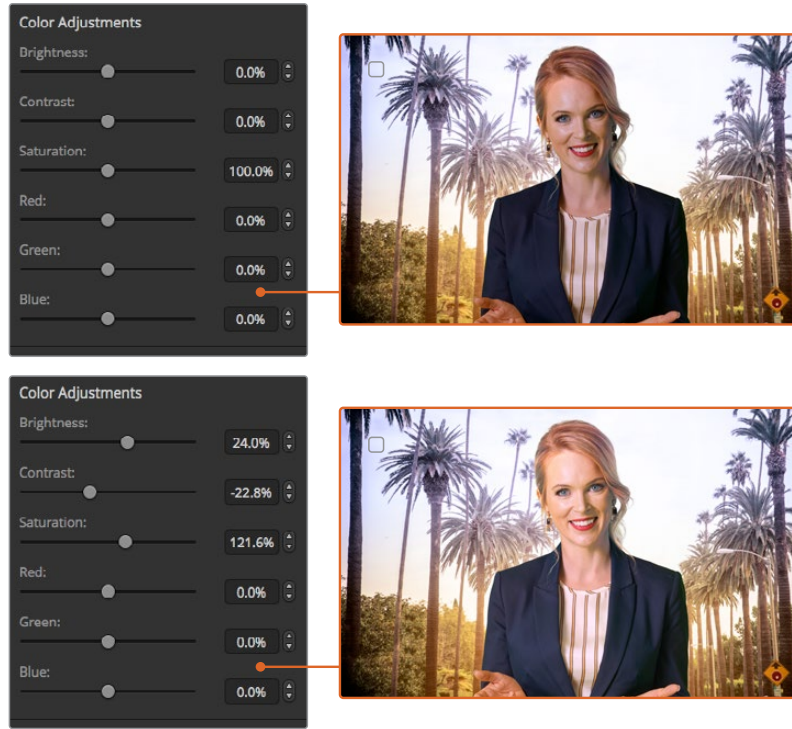 Color Adjustments
Brightness:
0.0%
Contrast:
0.0%
Saturation:
100.0%
Red:
0.0%
Green:
0.0%
Blue:
0.0%
Color Adjustments
Brightness:
24.0%
Contrast:
-22.8%
Saturation:
121.6%
Red:
0.0%
Green:
0.0%
Blue:
0.0%